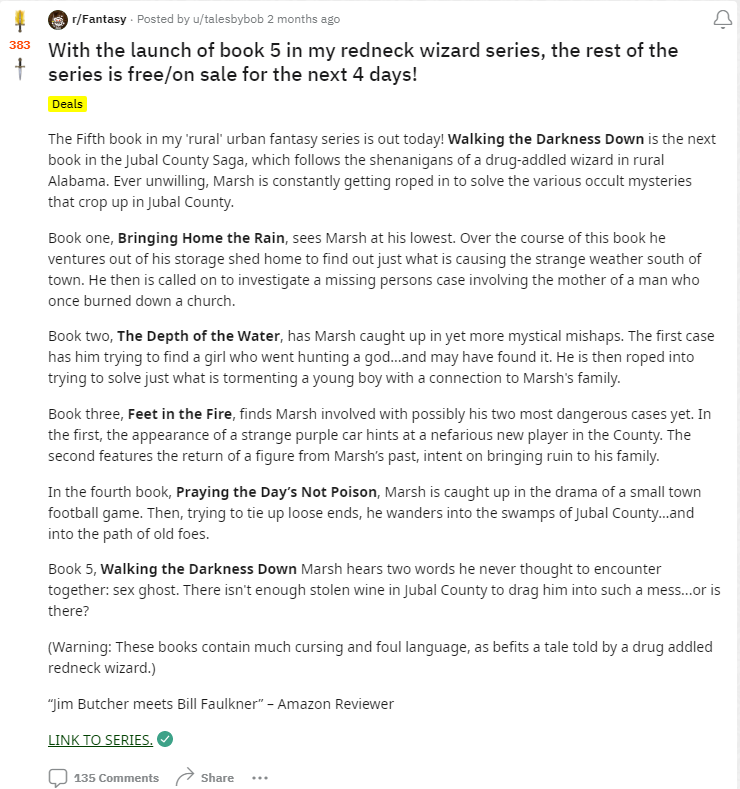 r/Fantasy · Posted by u/talesbybob 2 months ago
383
With the launch of book 5 in my redneck wizard series, the rest of the
series is free/on sale for the next 4 days!
Deals
The Fifth book in my 'rural' urban fantasy series is out today! Walking the Darkness Down is the next
book in the Jubal County Saga, which follows the shenanigans of a drug-addled wizard in rural
Alabama. Ever unwilling, Marsh is constantly getting roped in to solve the various occult mysteries
that crop up in Jubal County.
Book one, Bringing Home the Rain, sees Marsh at his lowest. Over the course of this book he
ventures out of his storage shed home to find out just what is causing the strange weather south of
town. He then is called on to investigate a missing persons case involving the mother of a man who
once burned down a church.
Book two, The Depth of the Water, has Marsh caught up in yet more mystical mishaps. The first case
has him trying to find a girl who went hunting a god...and may have found it. He is then roped into
trying to solve just what is tormenting a young boy with a connection to Marsh's family.
Book three, Feet in the Fire, finds Marsh involved with possibly his two most dangerous cases yet. In
the first, the appearance of a strange purple car hints at a nefarious new player in the County. The
second features the return of a figure from Marsh's past, intent on bringing ruin to his family.
In the fourth book, Praying the Day’s Not Poison, Marsh is caught up in the drama of a small town
football game. Then, trying to tie up loose ends, he wanders into the swamps of Jubal County...and
into the path of old foes.
Book 5, Walking the Darkness Down Marsh hears two words he never thought to encounter
together: sex ghost. There isn't enough stolen wine in Jubal County to drag him into such a mess...or is
there?
(Warning: These books contain much cursing and foul language, as befits a tale told by a drug addled
redneck wizard.)
“Jim Butcher meets Bill Faulkner” – Amazon Reviewer
LINK TO SERIES.
135 Comments Share ...